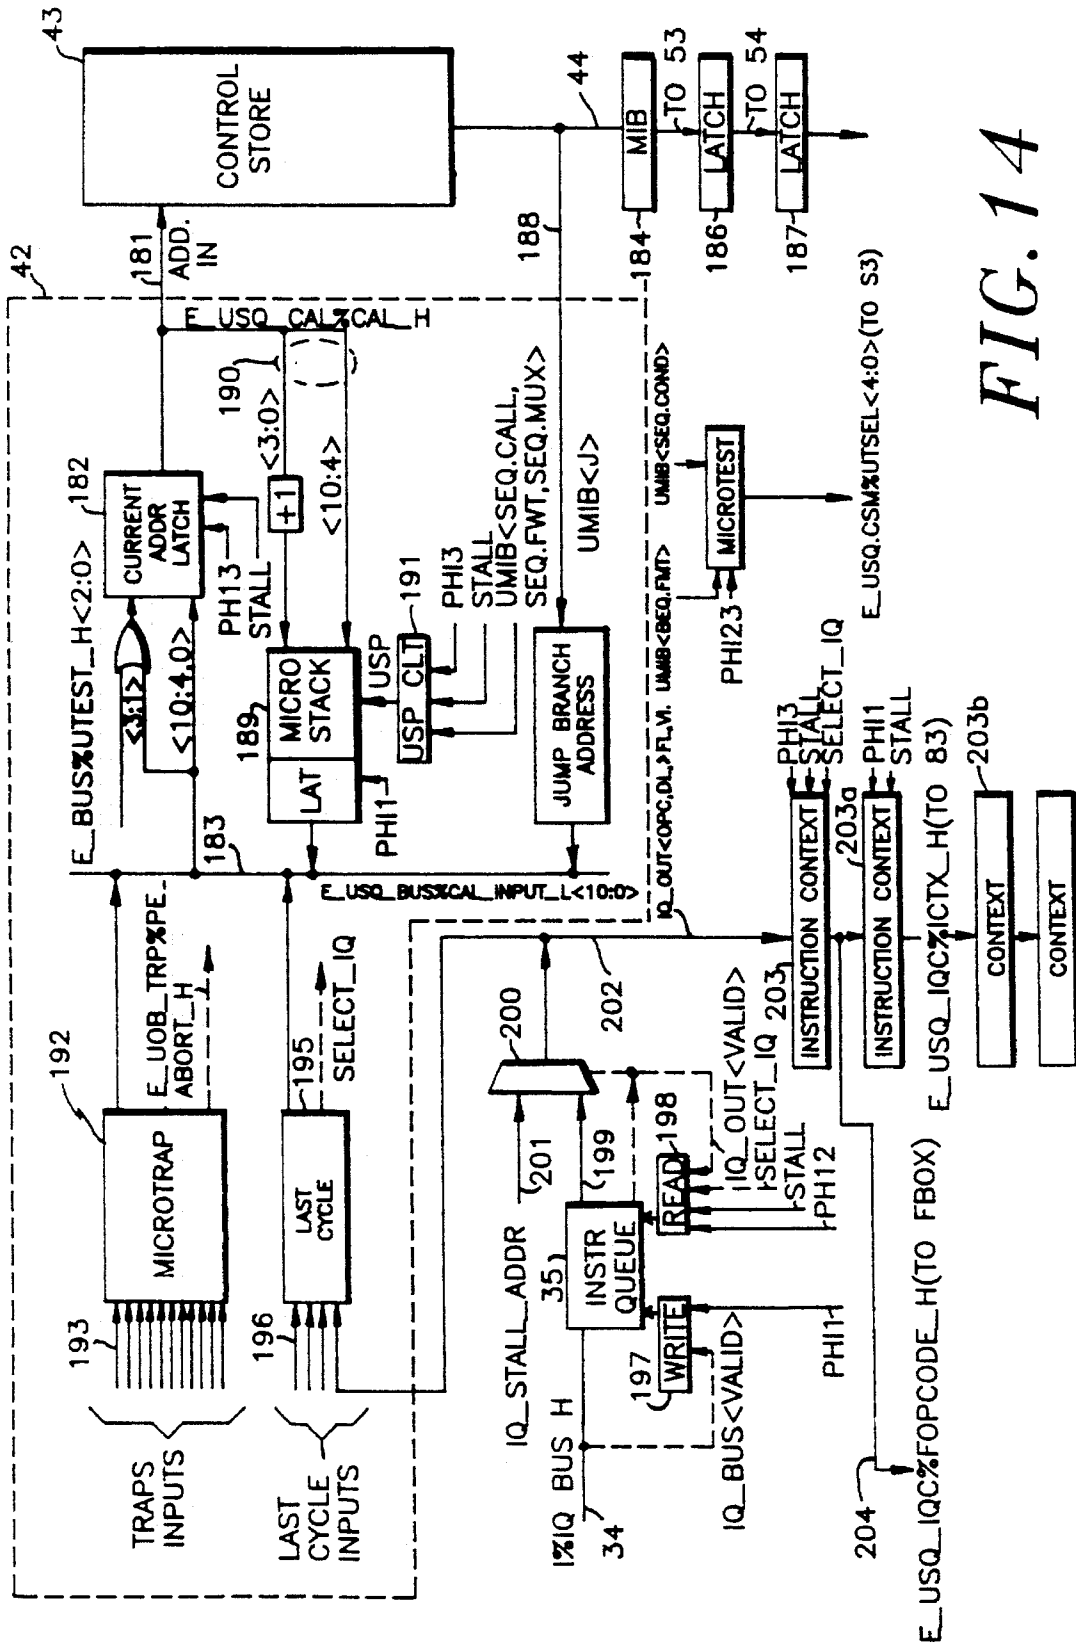 192
TRAPS
INPUTS
193
MICROTRAP
E_UOB_TRP%PE_
ABORT_H
LAST
CYCLE
INPUTS
196
LAST
CYCLE
195
SELECT_IQ
E_BUS%UTEST_H<2:0>
183
<3:1>
<10:4,0>
182
CURRENT
ADDR
LATCH
PH13
STALL
42
181
ADD.
IN
43
CONTROL
STORE
E_USQ_CAL%CAL_H
190
<3:0>
+1
<10:4>
189
LAT
MICRO
STACK
PHI1
USP
USP CLT
191
PHI3
STALL
UMIB<SEQ.CALL,
SEQ.FWT,SEQ.MUX>
JUMP BRANCH
ADDRESS
UMIB<J>
188
44
E_USQ_BUS%CAL_INPUT_L<10:0>
184
MIB
TO 53
186
LATCH
TO 54
187
LATCH
IQ_STALL_ADDR
201
200
I%IQ BUS H
34
35
INSTR
QUEUE
199
202
197
WRITE
READ
198
IQ_BUS<VALID>
PHI1
IQ_OUT<VALID>
SELECT_IQ
STALL
PH12
IQ_OUT<OPC,DL,>FLM.
UMIB<BEQ.FMT>
UMIB<SEQ.COND>
MICROTEST
PHI23
E_USQ.CSM%UTSEL<4:0>(TO S3)
203
INSTRUCTION CONTEXT
PHI3
STALL
SELECT_IQ
203a
INSTRUCTION CONTEXT
PHI1
STALL
204
E_USQ_IQC%FOPCODE_H(TO FBOX)
E_USQ_IQC%ICTX_H(TO 83)
CONTEXT
203b
CONTEXT
FIG.14